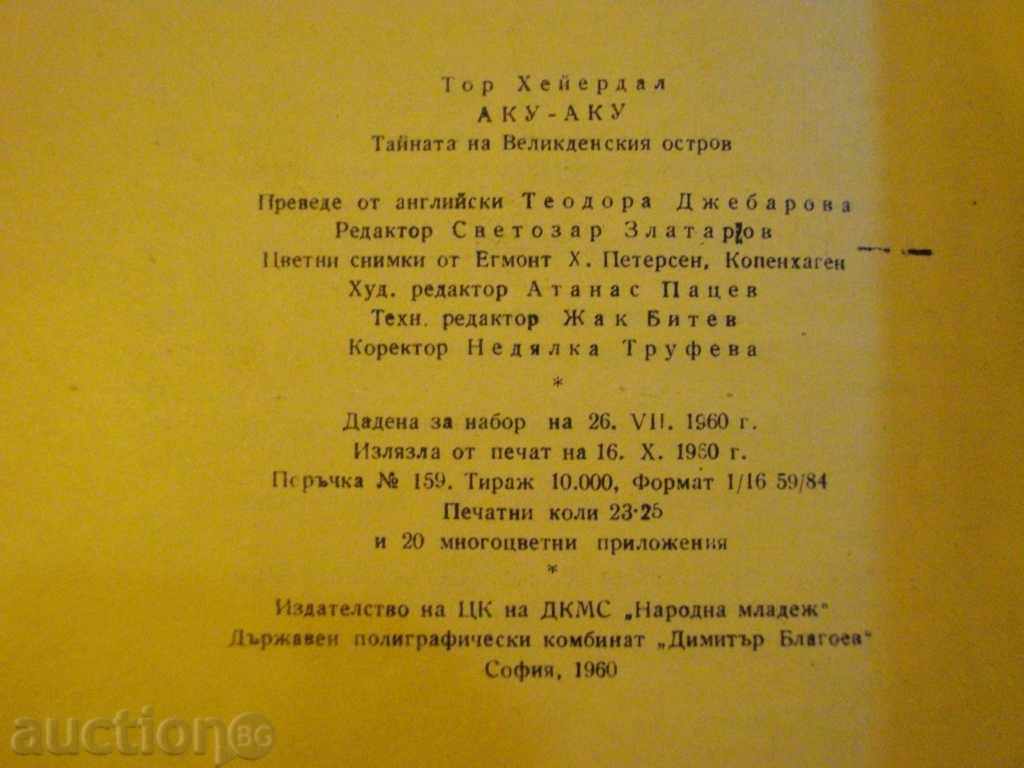 Тор Хейердал
АКУ-АКУ
Тайната на Великденския остров
Преведе от английски Теодора Джебарова
Редактор Светозар Златаров
Цветни снимки от Егмонт Х. Петерсен, Копенхаген
Худ. редактор Атанас Пацев
Техн. редактор Жак Битев
Коректор Недялка Труфева
*
Дадена за набор на 26. VII. 1960 г.
Излязла от печат на 16. X. 1960 г.
Поръчка № 159. Тираж 10.000, Формат 1/16 59/84
Печатни коли 23·25
и 20 многоцветни приложения
*
Издателство на ЦК на ДКМС „Народна младеж“
Държавен полиграфически комбинат „Димитър Благоев“
София, 1960
auction BG